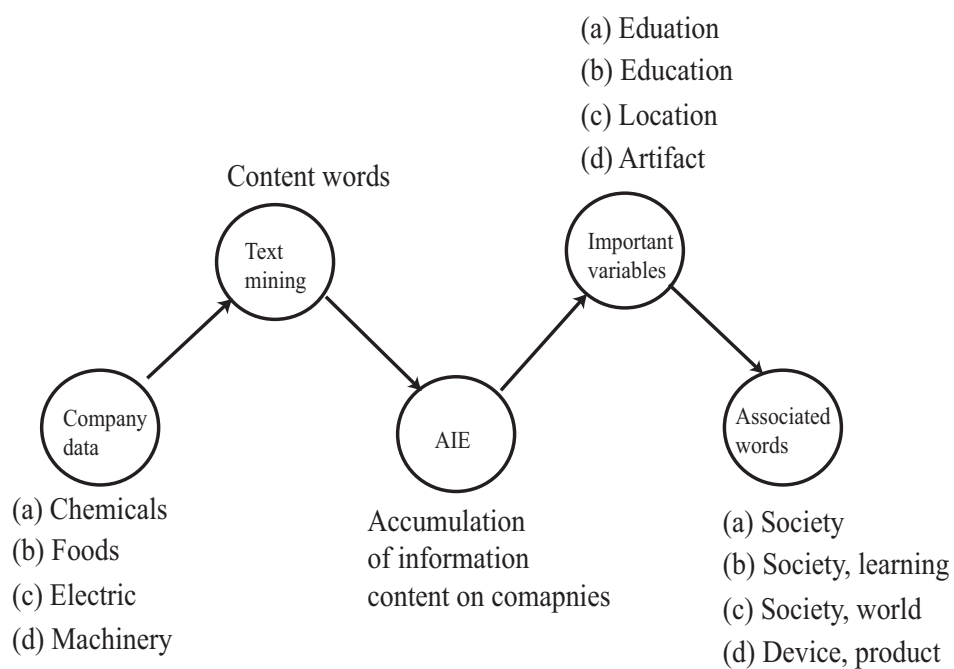 (a) Eduation
(b) Education
(c) Location
(d) Artifact
Content words
Text
mining
Important
variables
Company
data
AIE
Associated
words
(a) Chemicals
(b) Foods
(c) Electric
(d) Machinery
Accumulation
of information
content on comapnies
(a) Society
(b) Society, learning
(c) Society, world
(d) Device, product